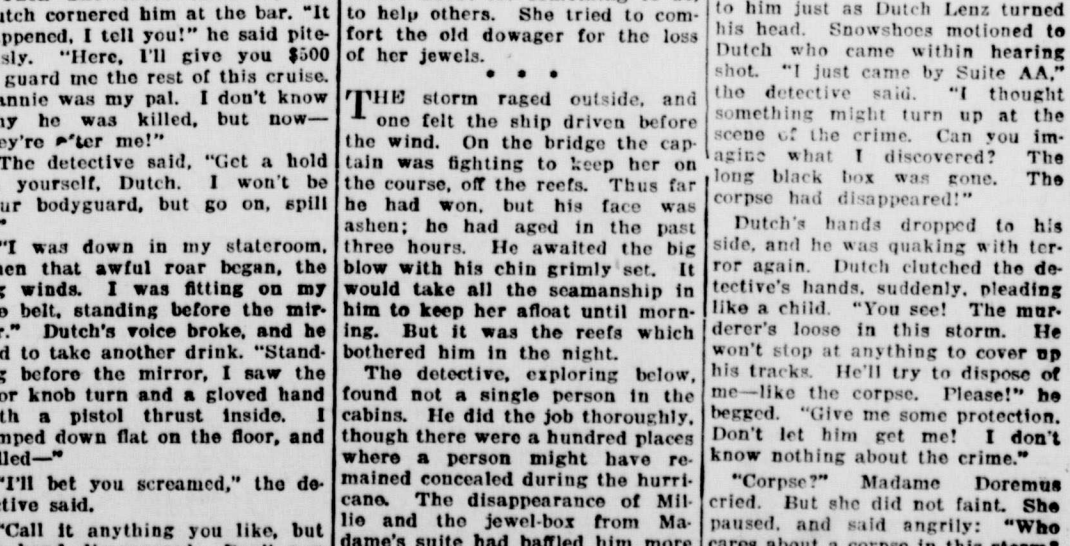 utch cornered him at the bar. "It
ppened, I tell you!" he said pite-
sly. "Here, I'll give you $500
guard me the rest of this cruise.
annie was my pal. I don't know
hy he was killed, but now—
ey're after me!"
The detective said, "Get a hold
yourself, Dutch. I won't be
ur bodyguard, but go on, spill
"
"I was down in my stateroom,
en that awful roar began, the
g winds. I was fitting on my
belt, standing before the mir-
r." Dutch's voice broke, and he
d to take another drink. "Stand-
g before the mirror, I saw the
or knob turn and a gloved hand
th a pistol thrust inside. I
mped down flat on the floor, and
lled—"
"I'll bet you screamed," the de-
tive said.
"Call it anything you like, but
to help others. She tried to com-
fort the old dowager for the loss
of her jewels.
* * *
THE storm raged outside, and
one felt the ship driven before
the wind. On the bridge the cap-
tain was fighting to keep her on
the course, off the reefs. Thus far
he had won, but his face was
ashen; he had aged in the past
three hours. He awaited the big
blow with his chin grimly set. It
would take all the seamanship in
him to keep her afloat until morn-
ing. But it was the reefs which
bothered him in the night.
The detective, exploring below,
found not a single person in the
cabins. He did the job thoroughly,
though there were a hundred places
where a person might have re-
mained concealed during the hurri-
cane. The disappearance of Mil-
lie and the jewel-box from Ma-
dame's suite had baffled him more
to him just as Dutch Lenz turned
his head. Snowshoes motioned to
Dutch who came within hearing
shot. "I just came by Suite AA,"
the detective said. "I thought
something might turn up at the
scene of the crime. Can you im-
agine what I discovered? The
long black box was gone. The
corpse had disappeared!"
Dutch's hands dropped to his
side, and he was quaking with ter-
ror again. Dutch clutched the de-
tective's hands, suddenly, pleading
like a child. "You see! The mur-
derer's loose in this storm. He
won't stop at anything to cover up
his tracks. He'll try to dispose of
me—like the corpse. Please!" he
begged. "Give me some protection.
Don't let him get me! I don't
know nothing about the crime."
"Corpse?" Madame Doremus
cried. But she did not faint. She
paused, and said angrily: "Who
cares about a corpse in this